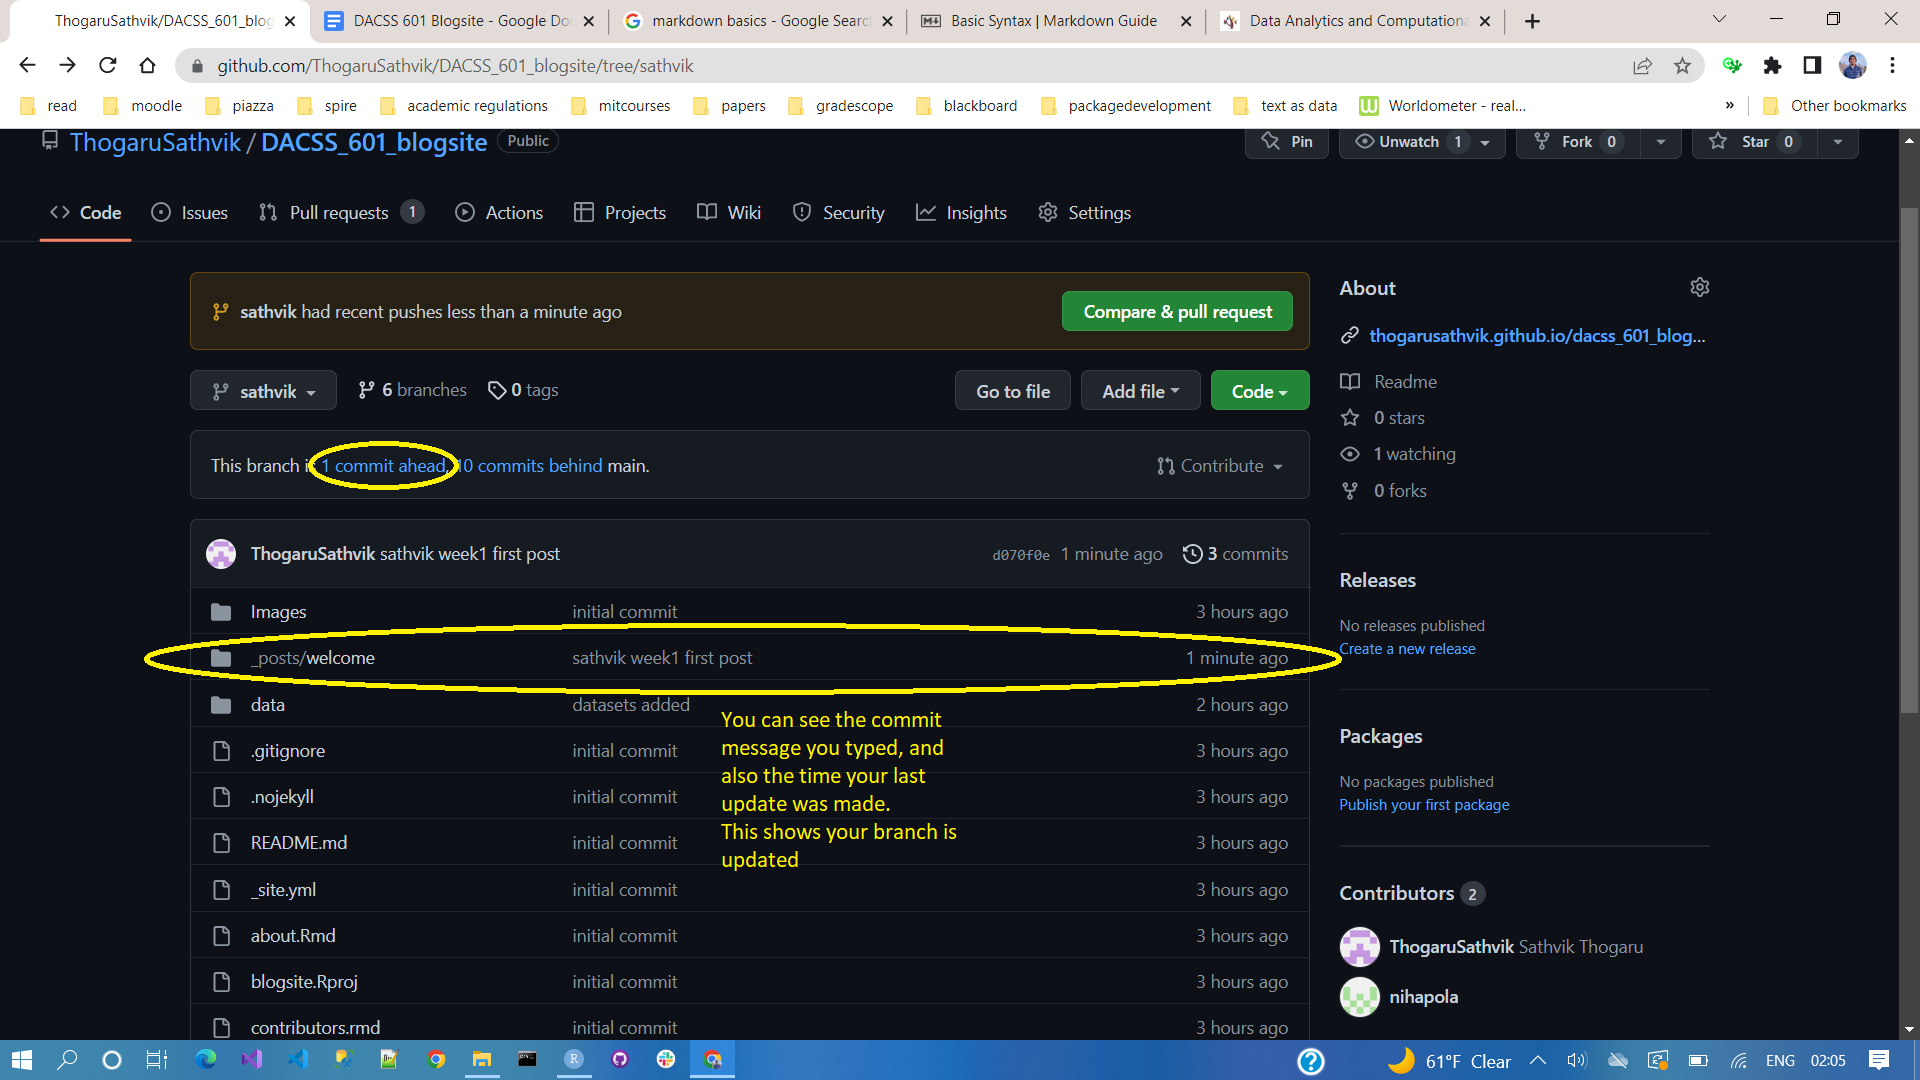 ThogaruSathvik/DACSS_601_blog
DACSS 601 Blogsite - Google Do
markdown basics - Google Searc
Basic Syntax | Markdown Guide
Data Analytics and Computationa
github.com/ThogaruSathvik/DACSS_601_blogsite/tree/sathvik
read moodle piazza spire academic regulations mitcourses papers gradescope blackboard packagedevelopment text as data Worldometer - real... » Other bookmarks
ThogaruSathvik / DACSS_601_blogsite Public
Pin Unwatch 1 Fork 0 Star 0
Code Issues Pull requests 1 Actions Projects Wiki Security Insights Settings
sathvik had recent pushes less than a minute ago Compare & pull request
sathvik 6 branches 0 tags Go to file Add file Code
This branch is 1 commit ahead, 10 commits behind main. Contribute
ThogaruSathvik sathvik week1 first post d070f0e 1 minute ago 3 commits
Images initial commit 3 hours ago
_posts/welcome sathvik week1 first post 1 minute ago
data datasets added 2 hours ago
.gitignore initial commit 3 hours ago
.nojekyll initial commit 3 hours ago
README.md initial commit 3 hours ago
_site.yml initial commit 3 hours ago
about.Rmd initial commit 3 hours ago
blogsite.Rproj initial commit 3 hours ago
contributors.rmd initial commit 3 hours ago
You can see the commit
message you typed, and
also the time your last
update was made.
This shows your branch is
updated
About
thogarusathvik.github.io/dacss_601_blog...
Readme
0 stars
1 watching
0 forks
Releases
No releases published
Create a new release
Packages
No packages published
Publish your first package
Contributors 2
ThogaruSathvik Sathvik Thogaru
nihapola
61°F Clear ENG 02:05